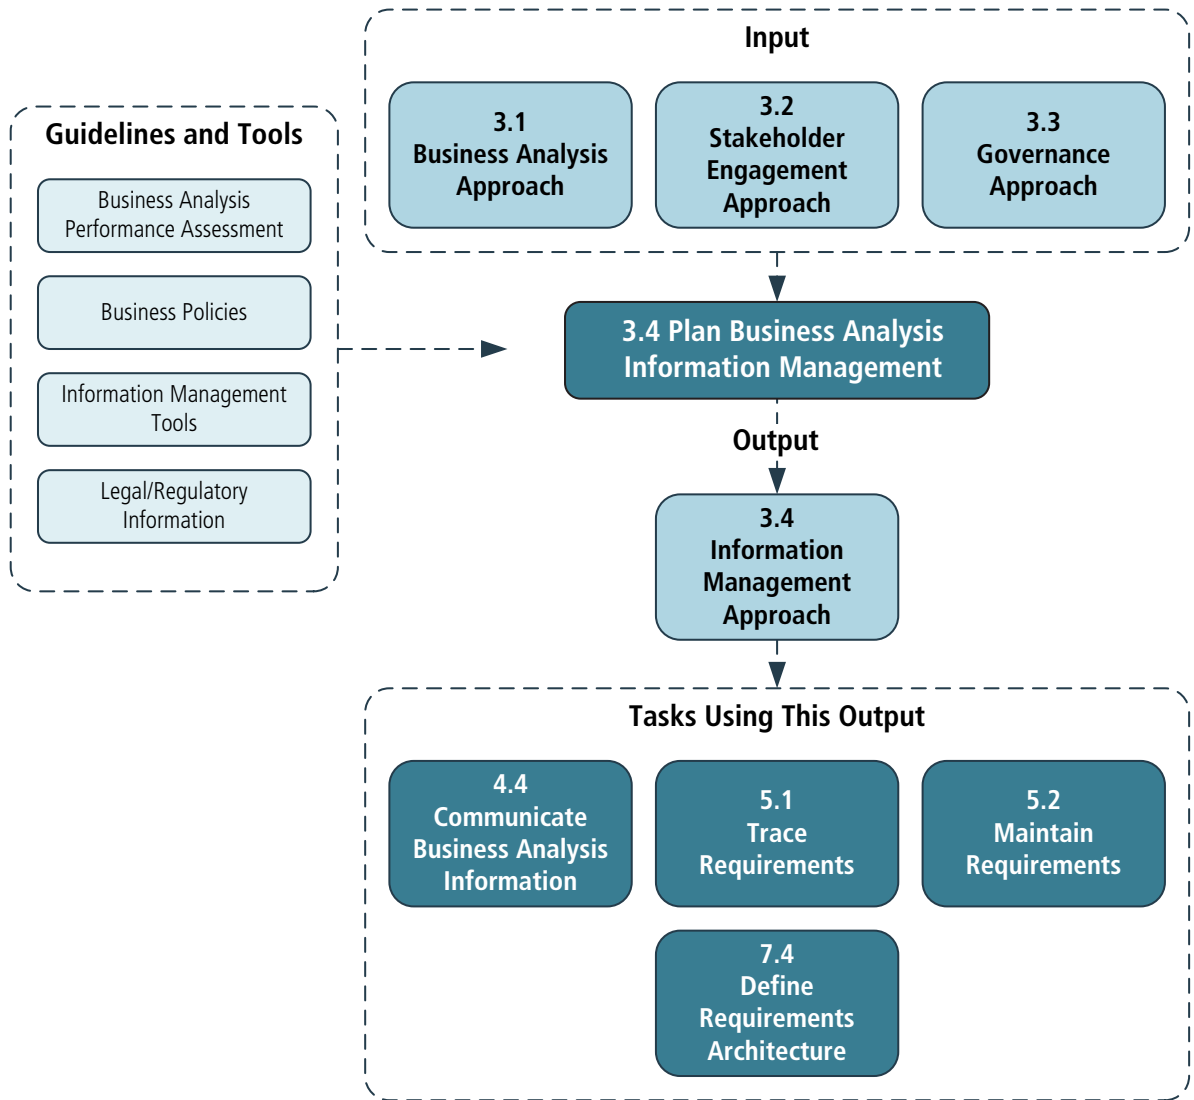 Input
3.1
Business Analysis
Approach
3.2
Stakeholder
Engagement
Approach
3.3
Governance
Approach
Guidelines and Tools
Business Analysis
Performance Assessment
Business Policies
Information Management
Tools
Legal/Regulatory
Information
3.4 Plan Business Analysis
Information Management
Output
3.4
Information
Management
Approach
Tasks Using This Output
4.4
Communicate
Business Analysis
Information
5.1
Trace
Requirements
5.2
Maintain
Requirements
7.4
Define
Requirements
Architecture